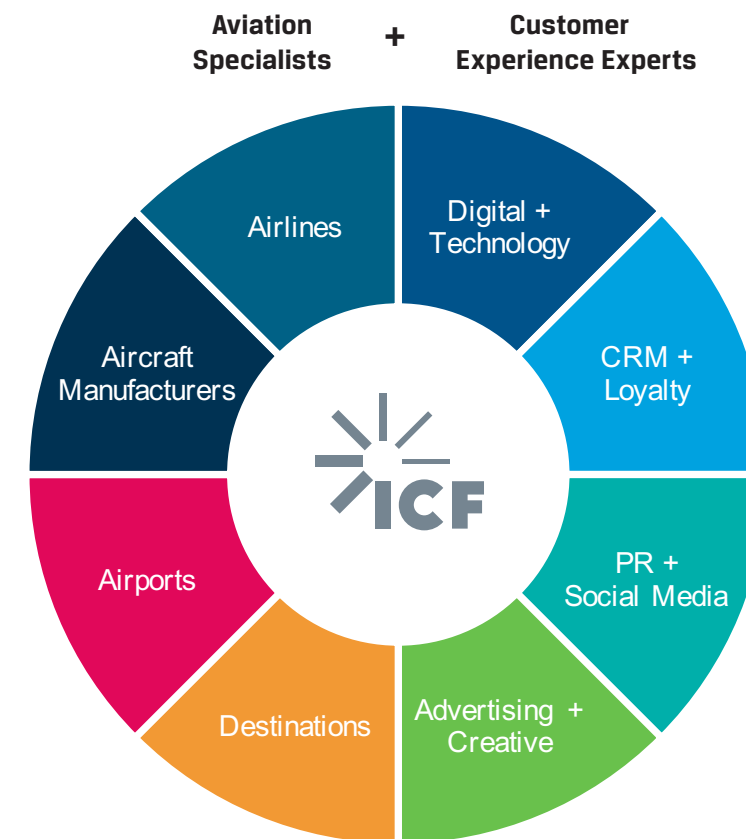 Aviation
Specialists
+
Customer
Experience Experts
Airlines
Digital +
Technology
Aircraft
Manufacturers
CRM +
Loyalty
ICF
Airports
PR +
Social Media
Destinations
Advertising +
Creative